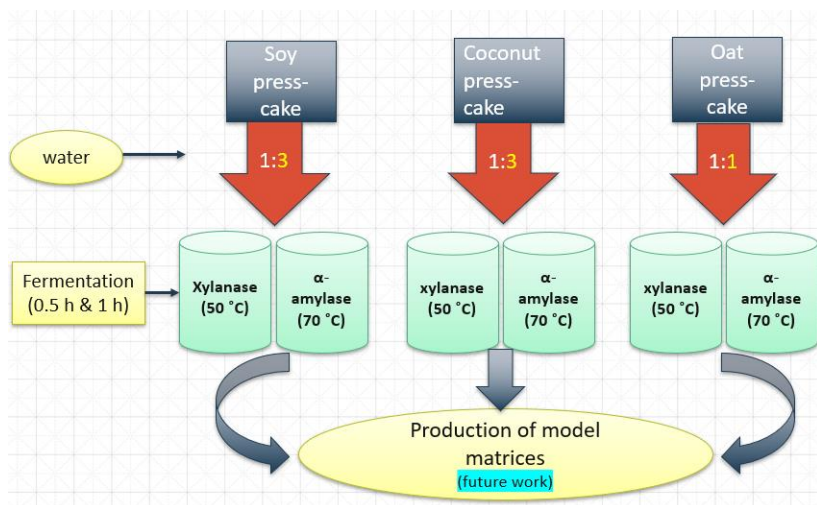 Soy
press-
cake
Coconut
press-
cake
Oat
press-
cake
water
1:3
1:3
1:1
Fermentation
(0.5 h & 1 h)
Xylanase
(50 ˚C)
α-
amylase
(70 ˚C)
xylanase
(50 ˚C)
α-
amylase
(70 ˚C)
xylanase
(50 ˚C)
α-
amylase
(70 ˚C)
Production of model
matrices
(future work)